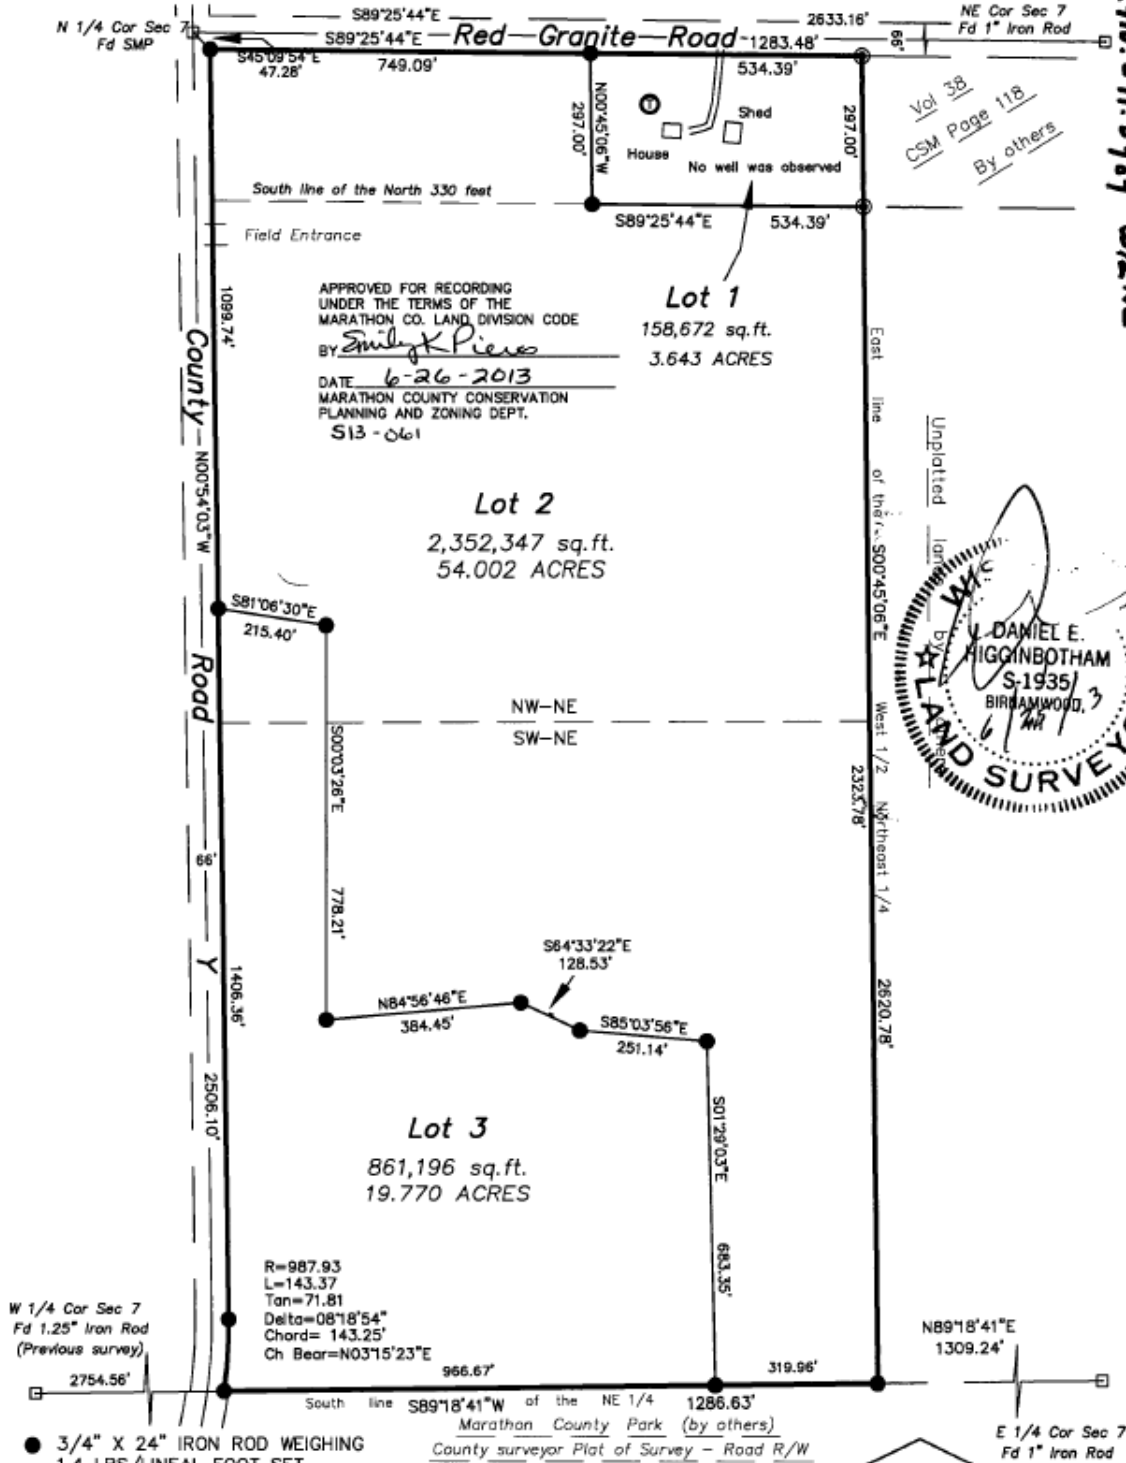 N 1/4 Cor Sec 7
Fd SMP
S89°25'44"E
2633.16'
NE Cor Sec 7
Fd 1" Iron Rod
S89°25'44"E
Red Granite Road
1283.48'
66'
S45°09'54"E
47.28'
749.09'
534.39'
N00°45'06"W
297.00'
T
Shed
House
No well was observed
297.00'
Vol 38
CSM Page 118
By others
South line of the North 330 feet
S89°25'44"E
534.39'
Field Entrance
APPROVED FOR RECORDING
UNDER THE TERMS OF THE
MARATHON CO. LAND DIVISION CODE
BY Emily K Pierce
DATE 6-26-2013
MARATHON COUNTY CONSERVATION
PLANNING AND ZONING DEPT.
S13-061
Lot 1
158,672 sq.ft.
3.643 ACRES
1099.74'
County Road Y
N00°54'03"W
East line of the West 1/2 Northeast 1/4
S00°45'06"E
Unplatted
by
Lot 2
2,352,347 sq.ft.
54.002 ACRES
DANIEL E.
HIGGINBOTHAM
S-1935
BIRNAMWOOD,
LAND
S81°06'30"E
215.40'
NW-NE
SW-NE
S00°03'26"E
778.21'
2323.78'
66'
1406.36'
2506.10'
2620.78'
S64°33'22"E
128.53'
N84°56'46"E
384.45'
S85°03'56"E
251.14'
S01°29'03"E
683.35'
Lot 3
861,196 sq.ft.
19.770 ACRES
R=987.93
L=143.37
Tan=71.81
Delta=08°18'54"
Chord= 143.25'
Ch Bear=N03°15'23"E
W 1/4 Cor Sec 7
Fd 1.25" Iron Rod
(Previous survey)
2754.56'
966.67'
319.96'
N89°18'41"E
1309.24'
South line S89°18'41"W of the NE 1/4 1286.63'
Marathon County Park (by others)
County surveyor Plat of Survey - Road R/W
E 1/4 Cor Sec 7
Fd 1" Iron Rod
3/4" X 24" IRON ROD WEIGHING